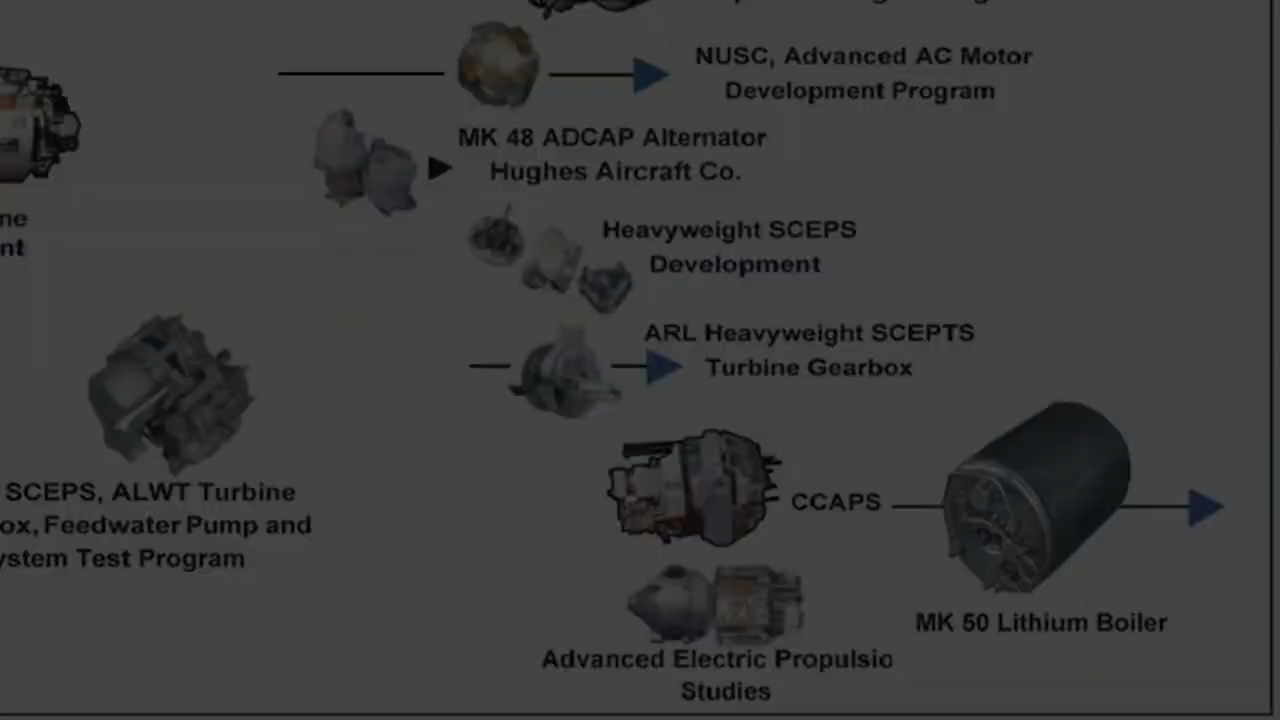 NUSC, Advanced AC Motor
Development Program
MK 48 ADCAP Alternator
Hughes Aircraft Co.
ne
nt
Heavyweight SCEPS
Development
ARL Heavyweight SCEPTS
Turbine Gearbox
SCEPS, ALWT Turbine
ox, Feedwater Pump and
ystem Test Program
CCAPS
MK 50 Lithium Boiler
Advanced Electric Propulsio
Studies